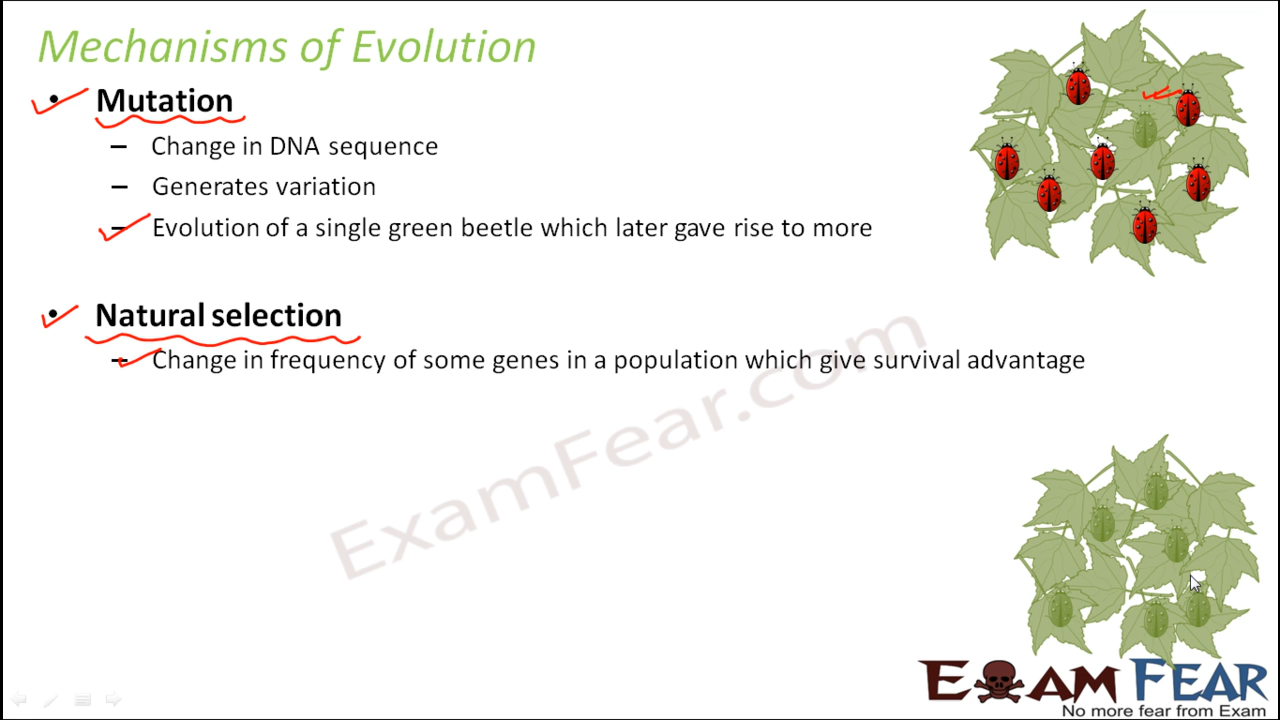 Mechanisms of Evolution
• Mutation
– Change in DNA sequence
– Generates variation
– Evolution of a single green beetle which later gave rise to more
• Natural selection
– Change in frequency of some genes in a population which give survival advantage
ExamFear.com
EXAM FEAR
No more fear from Exam